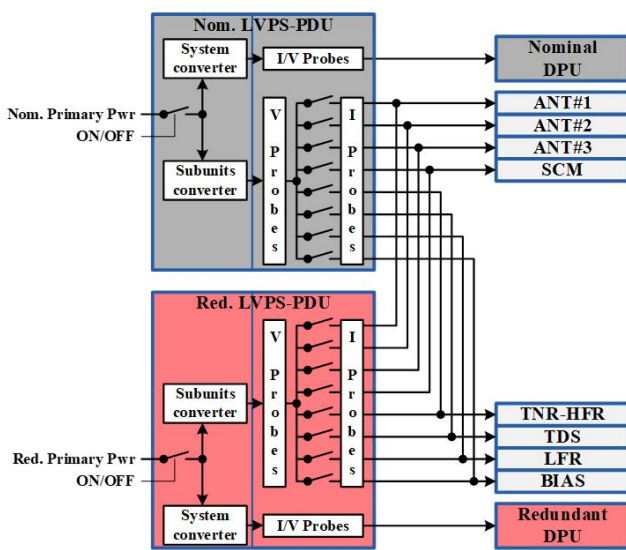 Nom. LVPS-PDU
System
converter
I/V Probes
Nominal
DPU
Nom. Primary Pwr
ON/OFF
Subunits
converter
V
P
r
o
b
e
s
I
P
r
o
b
e
s
ANT#1
ANT#2
ANT#3
SCM
Red. LVPS-PDU
V
P
r
o
b
e
s
I
P
r
o
b
e
s
Subunits
converter
Red. Primary Pwr
ON/OFF
System
converter
I/V Probes
TNR-HFR
TDS
LFR
BIAS
Redundant
DPU